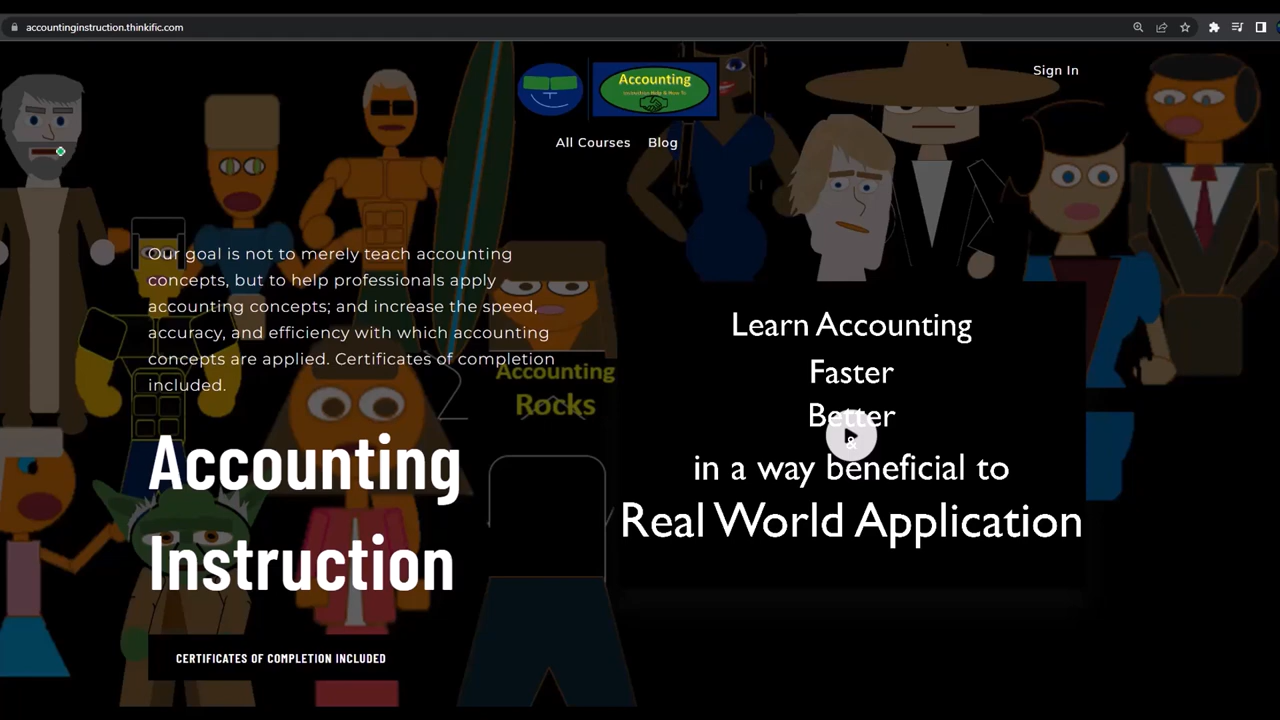 accountinginstruction.thinkific.com
Accounting
Sign In
All Courses Blog
Our goal is not to merely teach accounting
concepts, but to help professionals apply
accounting concepts; and increase the speed,
accuracy, and efficiency with which accounting
concepts are applied. Certificates of completion
included.
Accounting
Rocks
Accounting
Instruction
CERTIFICATES OF COMPLETION INCLUDED
Learn Accounting
Faster
Better
&
in a way beneficial to
Real World Application